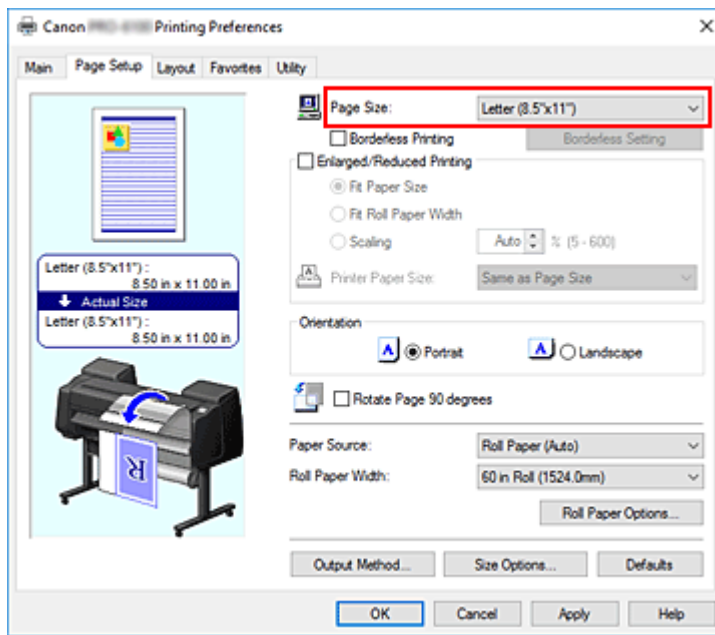 Canon Printing Preferences
Main Page Setup Layout Favorites Utility
Page Size: Letter (8.5"x11")
Borderless Printing Borderless Setting
Enlarged/Reduced Printing
Fit Paper Size
Fit Roll Paper Width
Scaling Auto % (5 - 600)
Printer Paper Size: Same as Page Size
Letter (8.5"x11") :
8.50 in x 11.00 in
Actual Size
Letter (8.5"x11") :
8.50 in x 11.00 in
Orientation
A Portrait A Landscape
Rotate Page 90 degrees
Paper Source: Roll Paper (Auto)
Roll Paper Width: 60 in Roll (1524.0mm)
Roll Paper Options...
R
Output Method... Size Options... Defaults
OK Cancel Apply Help